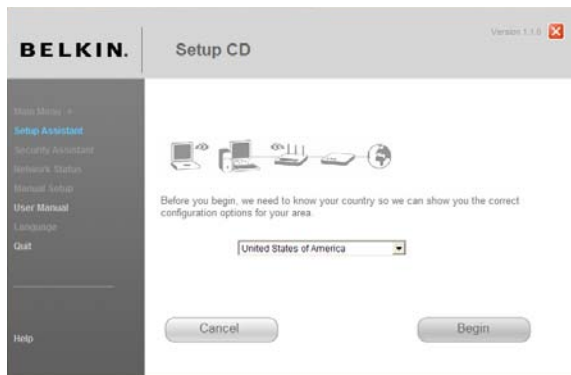 BELKIN.
Setup CD
Version 1.1.6
Main Menu
Setup Assistant
Security Assistant
Network Status
Manual Setup
User Manual
Language
Quit
Help
Before you begin, we need to know your country so we can show you the correct
configuration options for your area.
United States of America
Cancel
Begin